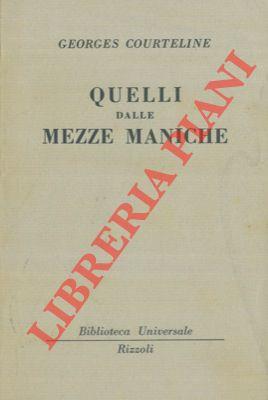 GEORGES COURTELINE
QUELLI
DALLE
MEZZE MANICHE
LIBRERIA PIANI
Biblioteca Universale
Rizzoli